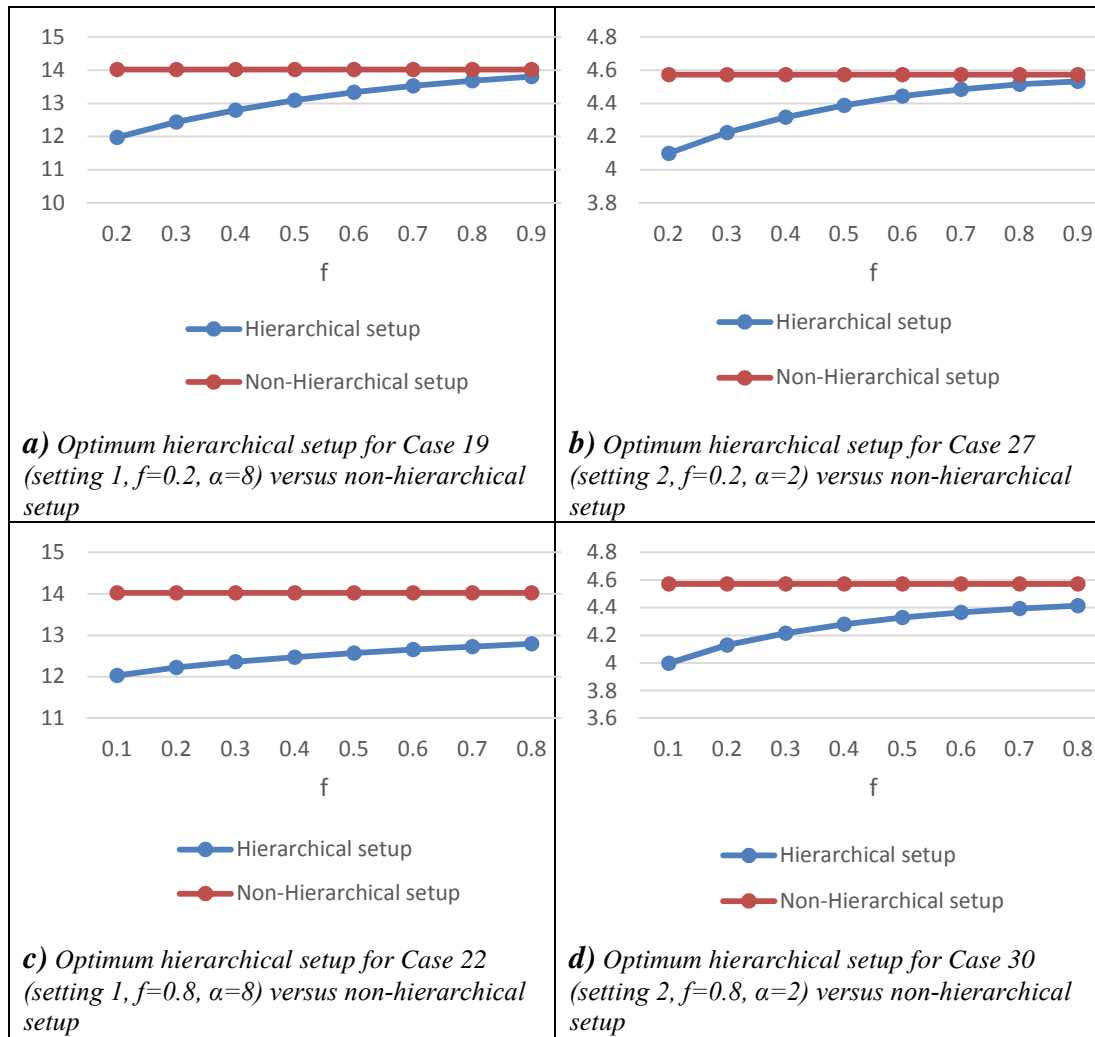 15
14
13
12
11
10
0.2 0.3 0.4 0.5 0.6 0.7 0.8 0.9
f
Hierarchical setup
Non-Hierarchical setup
a) Optimum hierarchical setup for Case 19
(setting 1, f=0.2, α=8) versus non-hierarchical
setup
4.8
4.6
4.4
4.2
4
3.8
0.2 0.3 0.4 0.5 0.6 0.7 0.8 0.9
f
Hierarchical setup
Non-Hierarchical setup
b) Optimum hierarchical setup for Case 27
(setting 2, f=0.2, α=2) versus non-hierarchical
setup
15
14
13
12
11
0.1 0.2 0.3 0.4 0.5 0.6 0.7 0.8
f
Hierarchical setup
Non-Hierarchical setup
c) Optimum hierarchical setup for Case 22
(setting 1, f=0.8, α=8) versus non-hierarchical
setup
4.8
4.6
4.4
4.2
4
3.8
3.6
0.1 0.2 0.3 0.4 0.5 0.6 0.7 0.8
f
Hierarchical setup
Non-Hierarchical setup
d) Optimum hierarchical setup for Case 30
(setting 2, f=0.8, α=2) versus non-hierarchical
setup